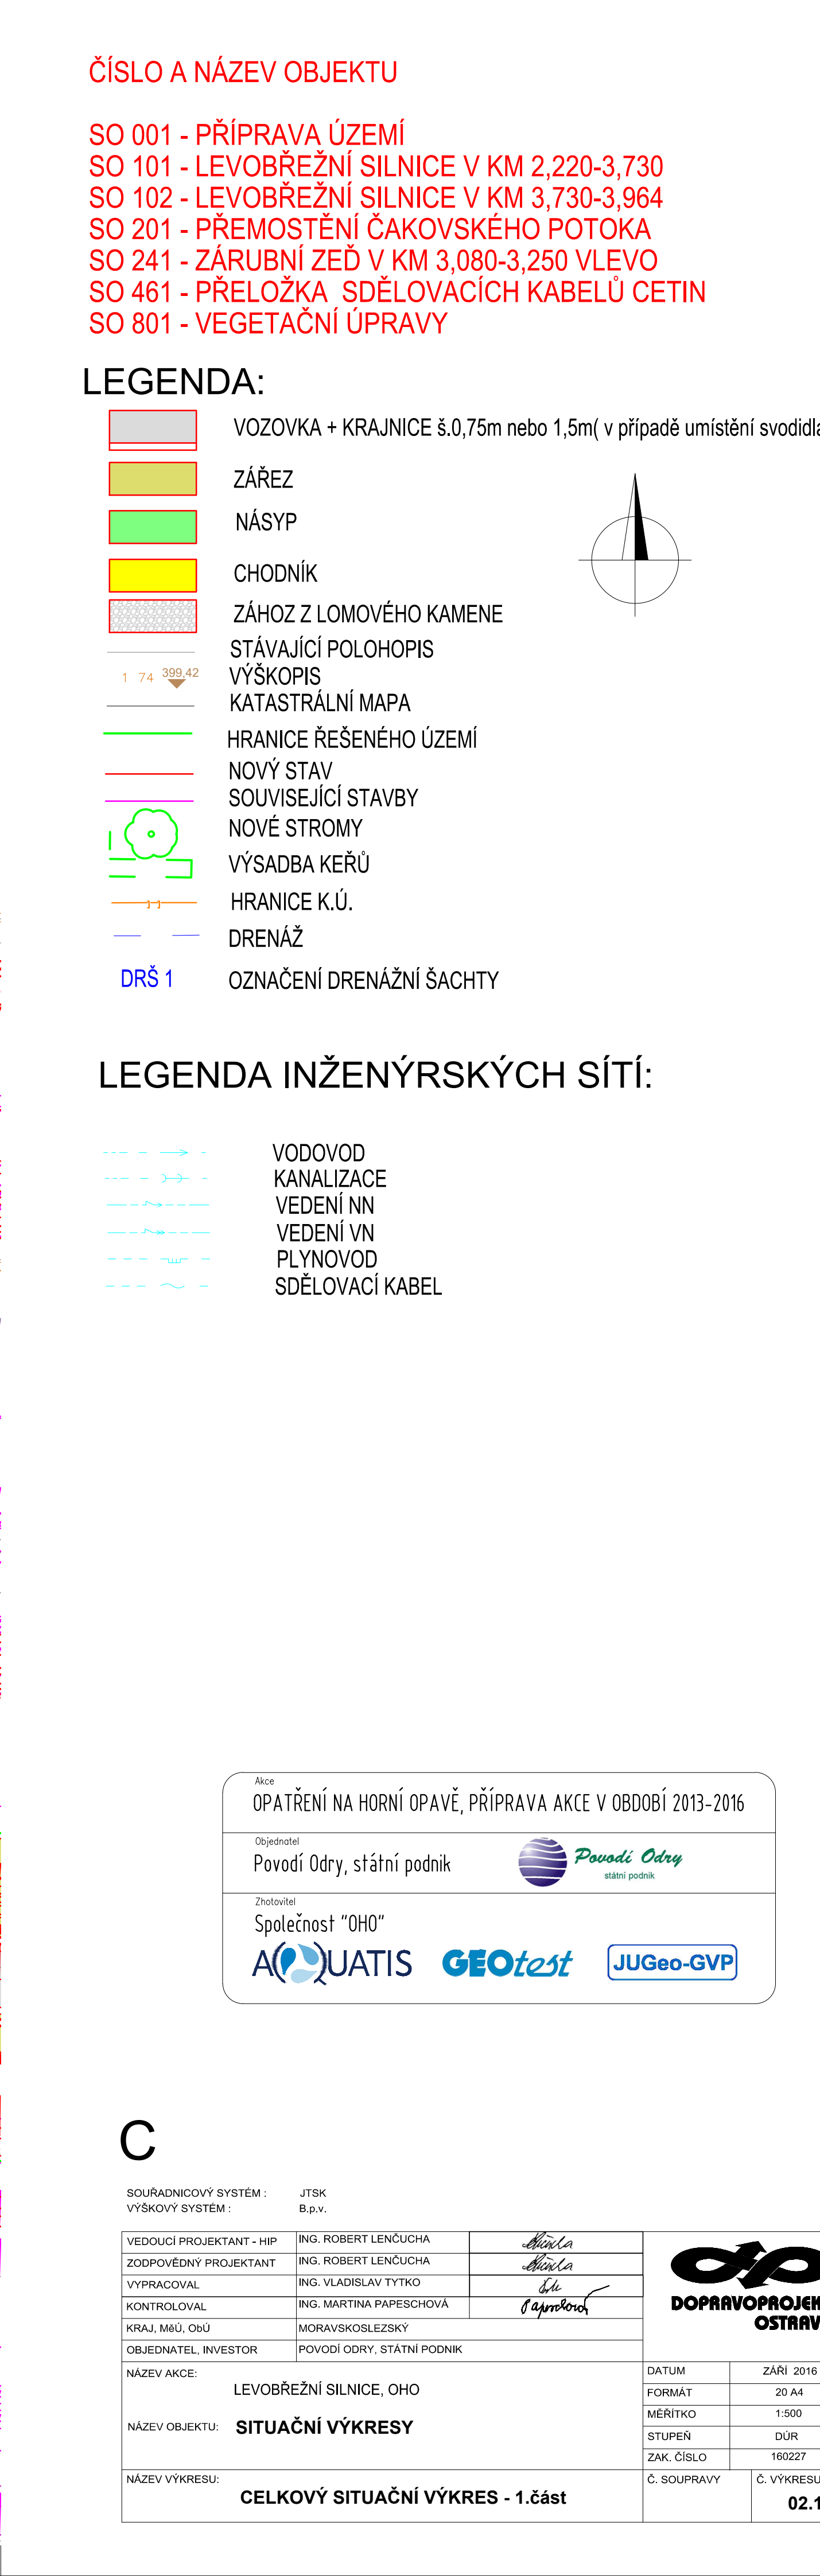 ČÍSLO A NÁZEV OBJEKTU
SO 001 - PŘÍPRAVA ÚZEMÍ
SO 101 - LEVOBŘEŽNÍ SILNICE V KM 2,220-3,730
SO 102 - LEVOBŘEŽNÍ SILNICE V KM 3,730-3,964
SO 201 - PŘEMOSTĚNÍ ČAKOVSKÉHO POTOKA
SO 241 - ZÁRUBNÍ ZEĎ V KM 3,080-3,250 VLEVO
SO 461 - PŘELOŽKA SDĚLOVACÍCH KABELŮ CETIN
SO 801 - VEGETAČNÍ ÚPRAVY
LEGENDA:
VOZOVKA + KRAJNICE š.0,75m nebo 1,5m( v případě umístění svodidla
ZÁŘEZ
NÁSYP
CHODNÍK
ZÁHOZ Z LOMOVÉHO KAMENE
STÁVAJÍCÍ POLOHOPIS
1 74 399.42 VÝŠKOPIS
KATASTRÁLNÍ MAPA
HRANICE ŘEŠENÉHO ÚZEMÍ
NOVÝ STAV
SOUVISEJÍCÍ STAVBY
NOVÉ STROMY
VÝSADBA KEŘŮ
HRANICE K.Ú.
DRENÁŽ
DRŠ 1 OZNAČENÍ DRENÁŽNÍ ŠACHTY
LEGENDA INŽENÝRSKÝCH SÍTÍ:
VODOVOD
KANALIZACE
VEDENÍ NN
VEDENÍ VN
PLYNOVOD
SDĚLOVACÍ KABEL
Akce
OPATŘENÍ NA HORNÍ OPAVĚ, PŘÍPRAVA AKCE V OBDOBÍ 2013-2016
Objednatel
Povodí Odry, státní podnik
Povodí Odry
státní podnik
Zhotovitel
Společnost "OHO"
AQUATIS GEOtest JUGeo-GVP
C
SOUŘADNICOVÝ SYSTÉM : JTSK
VÝŠKOVÝ SYSTÉM : B.p.v.
VEDOUCÍ PROJEKTANT - HIP ING. ROBERT LENČUCHA
ZODPOVĚDNÝ PROJEKTANT ING. ROBERT LENČUCHA
VYPRACOVAL ING. VLADISLAV TYTKO
KONTROLOVAL ING. MARTINA PAPESCHOVÁ
KRAJ, MěÚ, ObÚ MORAVSKOSLEZSKÝ
OBJEDNATEL, INVESTOR POVODÍ ODRY, STÁTNÍ PODNIK
DOPRAVOPROJEK
OSTRAV
NÁZEV AKCE:
LEVOBŘEŽNÍ SILNICE, OHO
NÁZEV OBJEKTU: SITUAČNÍ VÝKRESY
DATUM ZÁŘÍ 2016
FORMÁT 20 A4
MĚŘÍTKO 1:500
STUPEŇ DÚR
ZAK. ČÍSLO 160227
NÁZEV VÝKRESU:
CELKOVÝ SITUAČNÍ VÝKRES - 1.část
Č. SOUPRAVY
Č. VÝKRESU
02.1